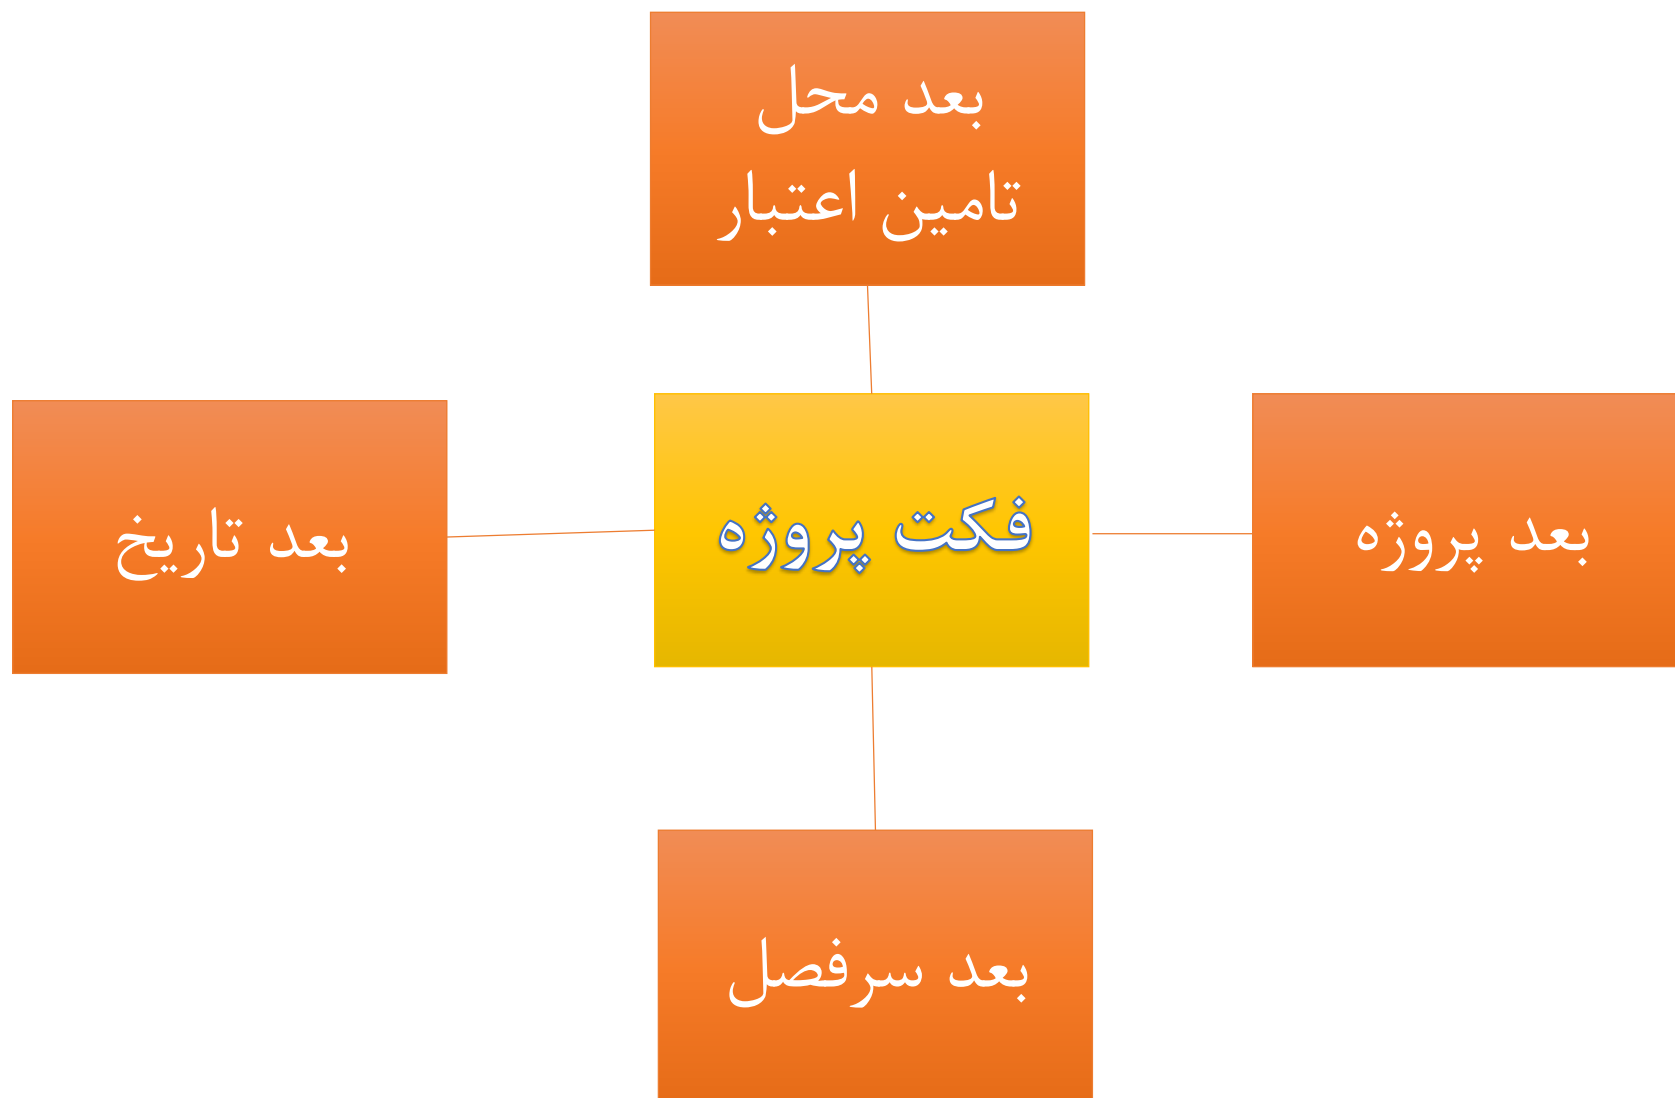 بعد محل
تامین اعتبار
بعد پروژه
فکت پروژه
بعد تاریخ
بعد سرفصل